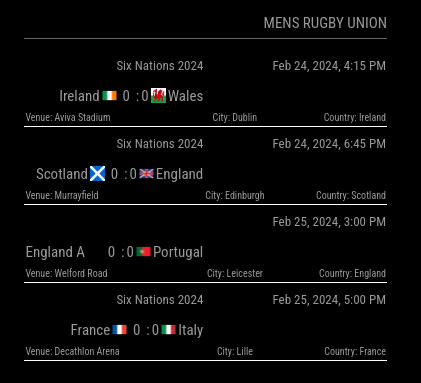 MENS RUGBY UNION
Six Nations 2024 Feb 24, 2024, 4:15 PM
Ireland 0 :0 Wales
Venue: Aviva Stadium City: Dublin Country: Ireland
Six Nations 2024 Feb 24, 2024, 6:45 PM
Scotland 0 :0 England
Venue: Murrayfield City: Edinburgh Country: Scotland
Feb 25, 2024, 3:00 PM
England A 0 :0 Portugal
Venue: Welford Road City: Leicester Country: England
Six Nations 2024 Feb 25, 2024, 5:00 PM
France 0 :0 Italy
Venue: Decathlon Arena City: Lille Country: France